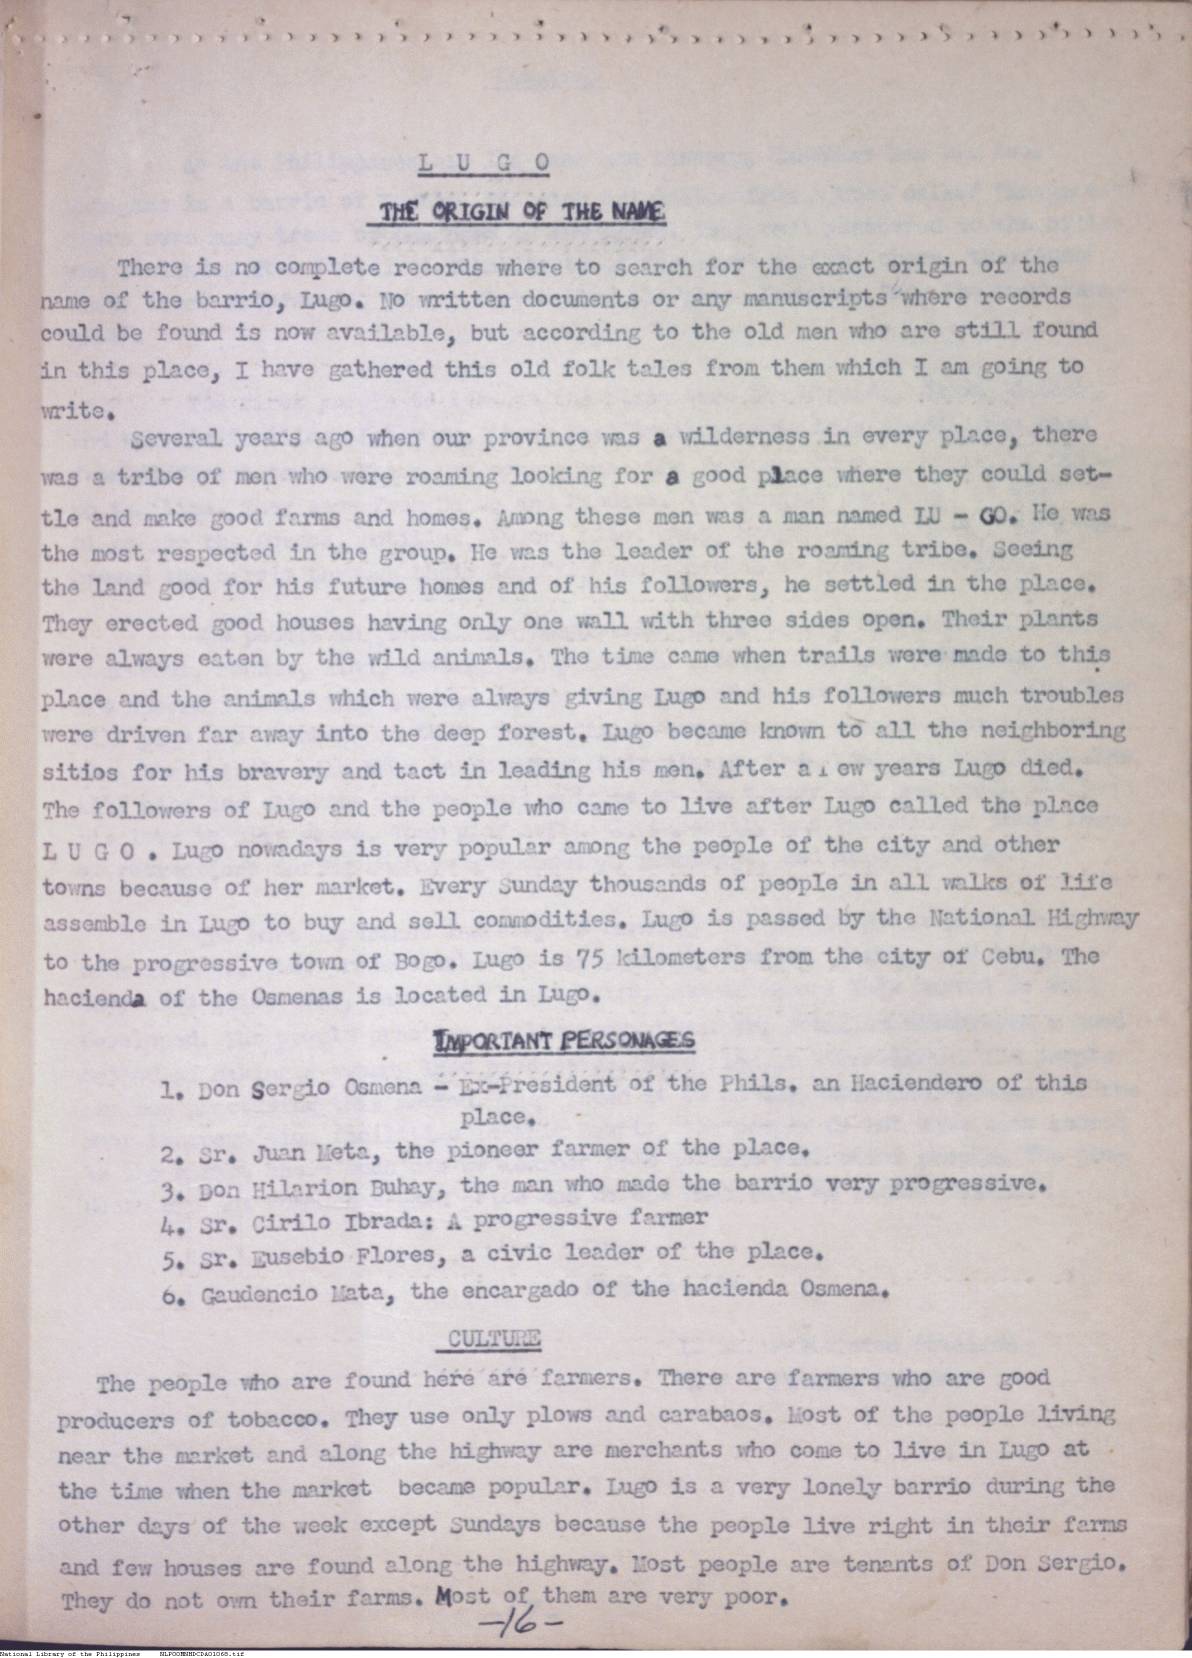 L U G O
THE ORIGIN OF THE NAME
There is no complete records where to search for the exact origin of the
name of the barrio, Lugo. No written documents or any manuscripts where records
could be found is now available, but according to the old men who are still found
in this place, I have gathered this old folk tales from them which I am going to
write.
Several years ago when our province was a wilderness in every place, there
was a tribe of men who were roaming looking for a good place where they could set-
tle and make good farms and homes. Among these men was a man named LU - GO. He was
the most respected in the group. He was the leader of the roaming tribe. Seeing
the land good for his future homes and of his followers, he settled in the place.
They erected good houses having only one wall with three sides open. Their plants
were always eaten by the wild animals. The time came when trails were made to this
place and the animals which were always giving Lugo and his followers much troubles
were driven far away into the deep forest. Lugo became known to all the neighboring
sitios for his bravery and tact in leading his men. After a few years Lugo died.
The followers of Lugo and the people who came to live after Lugo called the place
L U G O . Lugo nowadays is very popular among the people of the city and other
towns because of her market. Every Sunday thousands of people in all walks of life
assemble in Lugo to buy and sell commodities. Lugo is passed by the National Highway
to the progressive town of Bogo. Lugo is 75 kilometers from the city of Cebu. The
hacienda of the Osmenas is located in Lugo.
IMPORTANT PERSONAGES
1. Don Sergio Osmena - Ex-President of the Phils. an Haciendero of this
place.
2. Sr. Juan Meta, the pioneer farmer of the place.
3. Don Hilarion Buhay, the man who made the barrio very progressive.
4. Sr. Cirilo Ibrada: A progressive farmer
5. Sr. Eusebio Flores, a civic leader of the place.
6. Gaudencio Mata, the encargado of the hacienda Osmena.
CULTURE
The people who are found here are farmers. There are farmers who are good
producers of tobacco. They use only plows and carabaos. Most of the people living
near the market and along the highway are merchants who come to live in Lugo at
the time when the market became popular. Lugo is a very lonely barrio during the
other days of the week except Sundays because the people live right in their farms
and few houses are found along the highway. Most people are tenants of Don Sergio.
They do not own their farms. Most of them are very poor.
-16-
National Library of the Philippines NLPOOMNHDCDA01068.tif